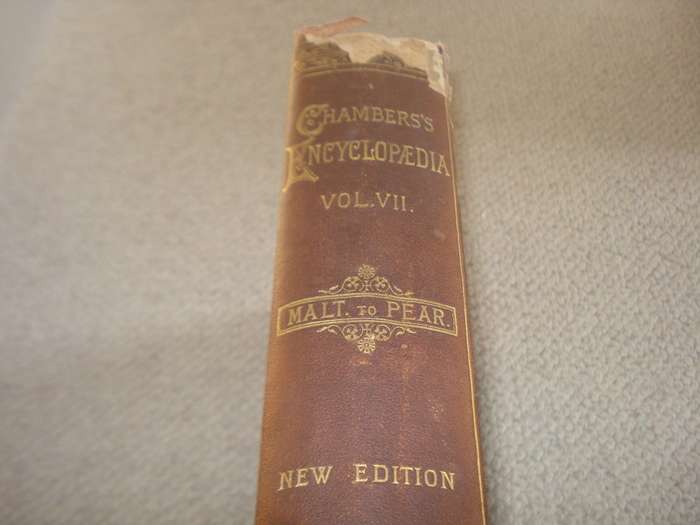 CHAMBERS'S
ENCYCLOPÆDIA
VOL.VII.
MALT. TO PEAR.
NEW EDITION